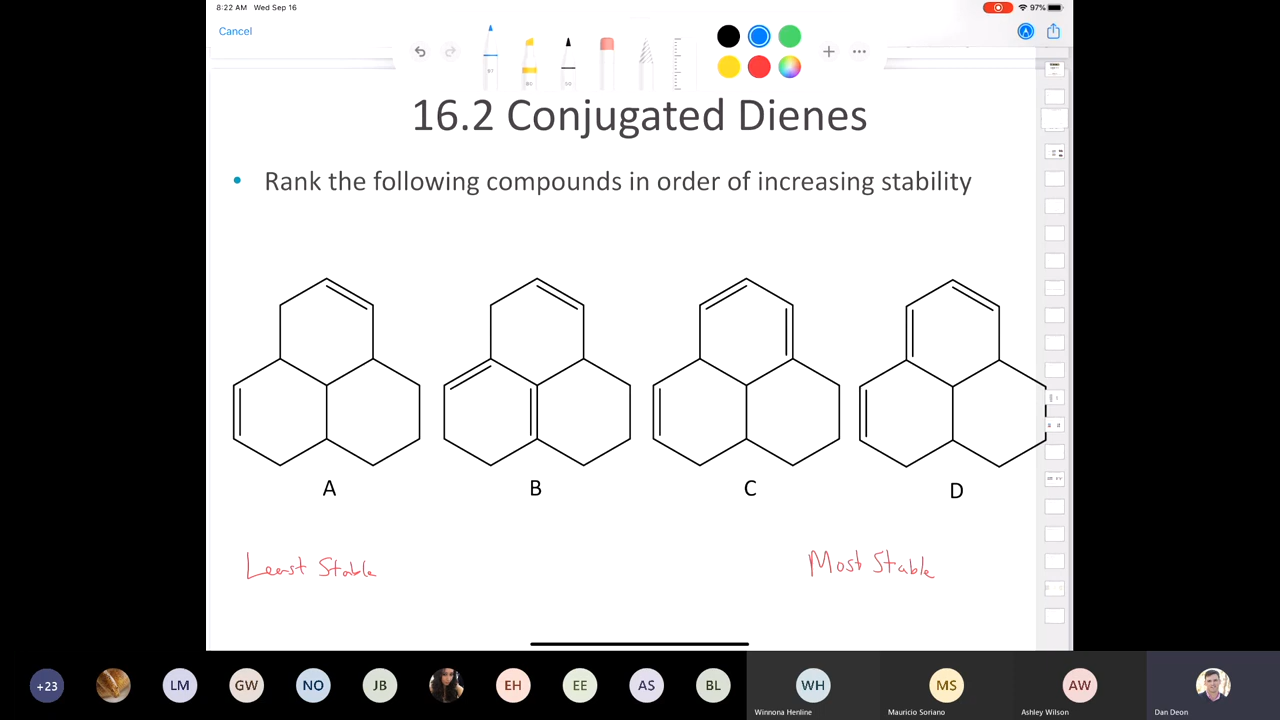 8:22 AM Wed Sep 16
97%
Cancel
16.2 Conjugated Dienes
• Rank the following compounds in order of increasing stability
A B C D
Least Stable Most Stable
+23 LM GW NO JB EH EE AS BL WH MS AW
Winnona Henline Mauricio Soriano Ashley Wilson Dan Deon